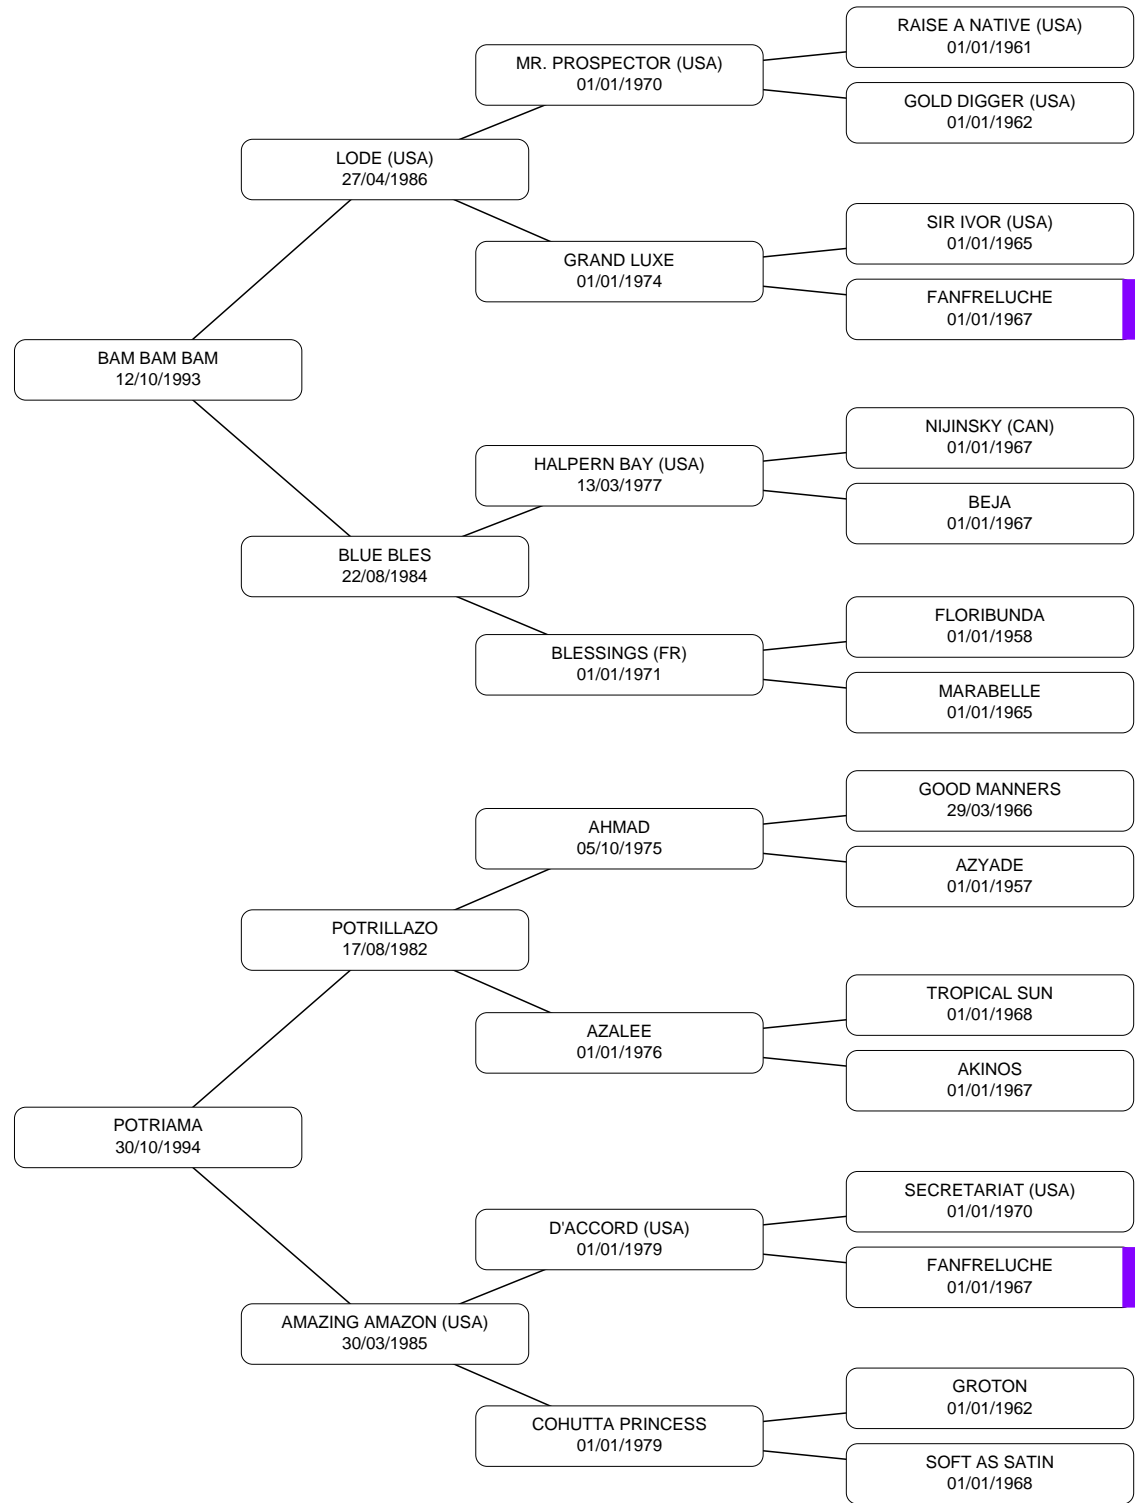 RAISE A NATIVE (USA)
01/01/1961
MR. PROSPECTOR (USA)
01/01/1970
GOLD DIGGER (USA)
01/01/1962
LODE (USA)
27/04/1986
SIR IVOR (USA)
01/01/1965
GRAND LUXE
01/01/1974
FANFRELUCHE
01/01/1967
BAM BAM BAM
12/10/1993
NIJINSKY (CAN)
01/01/1967
HALPERN BAY (USA)
13/03/1977
BEJA
01/01/1967
BLUE BLES
22/08/1984
FLORIBUNDA
01/01/1958
BLESSINGS (FR)
01/01/1971
MARABELLE
01/01/1965
GOOD MANNERS
29/03/1966
AHMAD
05/10/1975
AZYADE
01/01/1957
POTRILLAZO
17/08/1982
TROPICAL SUN
01/01/1968
AZALEE
01/01/1976
AKINOS
01/01/1967
POTRIAMA
30/10/1994
SECRETARIAT (USA)
01/01/1970
D'ACCORD (USA)
01/01/1979
FANFRELUCHE
01/01/1967
AMAZING AMAZON (USA)
30/03/1985
GROTON
01/01/1962
COHUTTA PRINCESS
01/01/1979
SOFT AS SATIN
01/01/1968